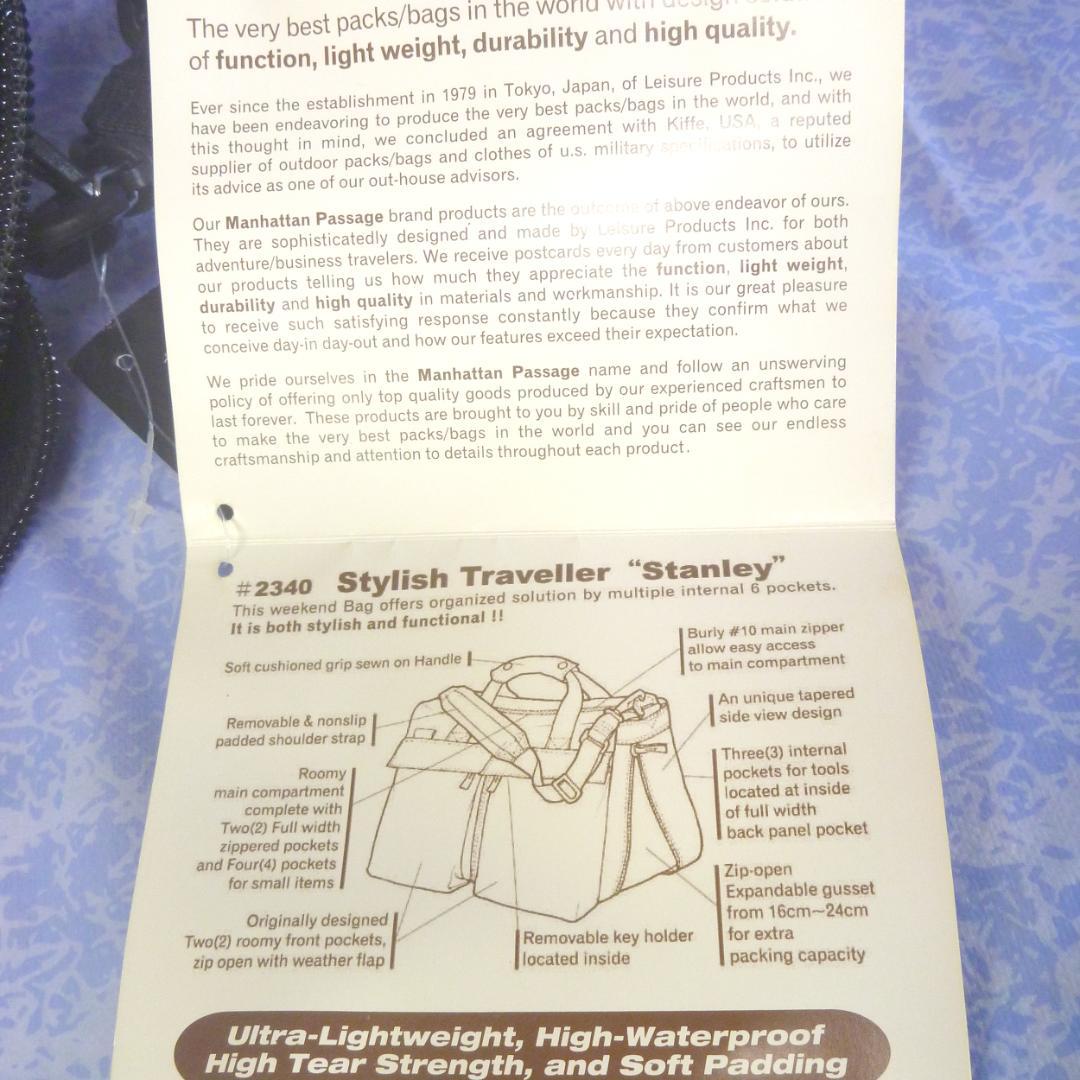 The very best packs/bags in the world with design
of function, light weight, durability and high quality.
Ever since the establishment in 1979 in Tokyo, Japan, of Leisure Products Inc., we
have been endeavoring to produce the very best packs/bags in the world, and with
this thought in mind, we concluded an agreement with Kiffe, USA, a reputed
supplier of outdoor packs/bags and clothes of u.s. military specifications, to utilize
its advice as one of our out-house advisors.
Our Manhattan Passage brand products are the outcome of above endeavor of ours.
They are sophisticatedly designed and made by Leisure Products Inc. for both
adventure/business travelers. We receive postcards every day from customers about
our products telling us how much they appreciate the function, light weight,
durability and high quality in materials and workmanship. It is our great pleasure
to receive such satisfying response constantly because they confirm what we
conceive day-in day-out and how our features exceed their expectation.
We pride ourselves in the Manhattan Passage name and follow an unswerving
policy of offering only top quality goods produced by our experienced craftsmen to
last forever. These products are brought to you by skill and pride of people who care
to make the very best packs/bags in the world and you can see our endless
craftsmanship and attention to details throughout each product.
#2340 Stylish Traveller "Stanley"
This weekend Bag offers organized solution by multiple internal 6 pockets.
It is both stylish and functional !!
Soft cushioned grip sewn on Handle
Burly #10 main zipper
allow easy access
to main compartment
Removable & nonslip
padded shoulder strap
An unique tapered
side view design
Roomy
main compartment
complete with
Two(2) Full width
zippered pockets
and Four(4) pockets
for small items
Three(3) internal
pockets for tools
located at inside
of full width
back panel pocket
Originally designed
Two(2) roomy front pockets,
zip open with weather flap
Removable key holder
located inside
Zip-open
Expandable gusset
from 16cm~24cm
for extra
packing capacity
Ultra-Lightweight, High-Waterproof
High Tear Strength, and Soft Padding